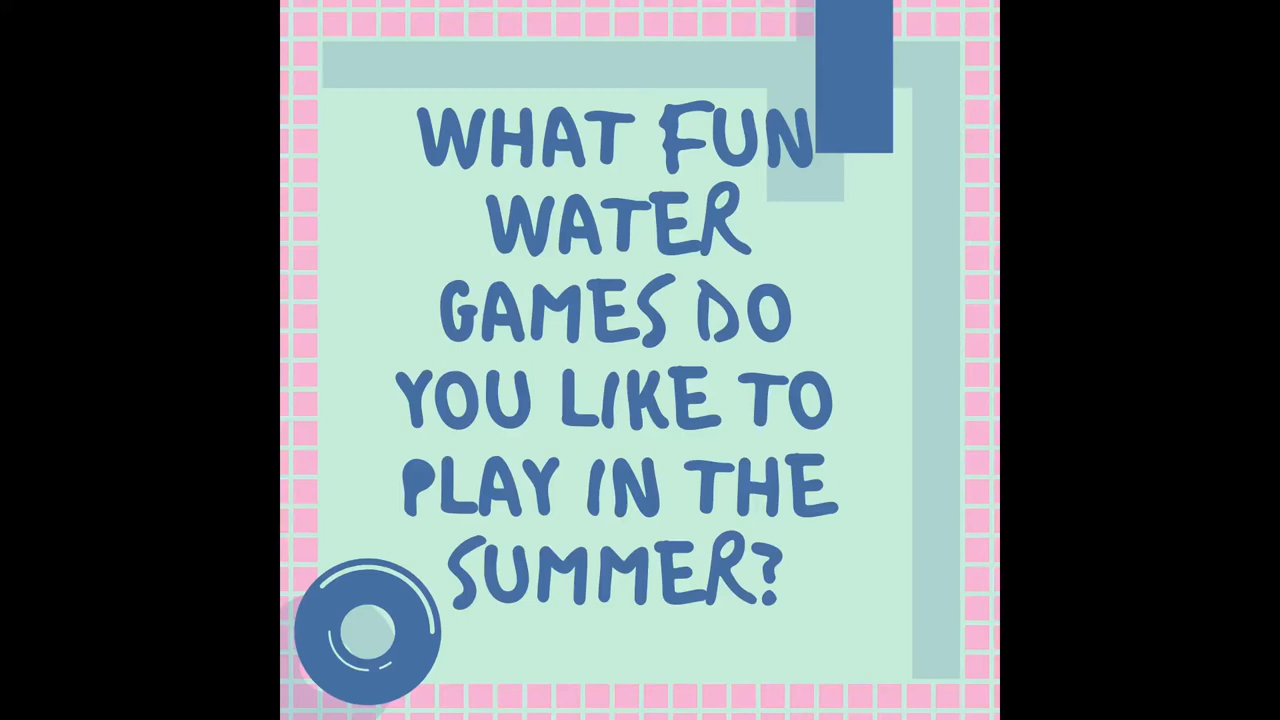 WHAT FUN
WATER
GAMES DO
YOU LIKE TO
PLAY IN THE
SUMMER?